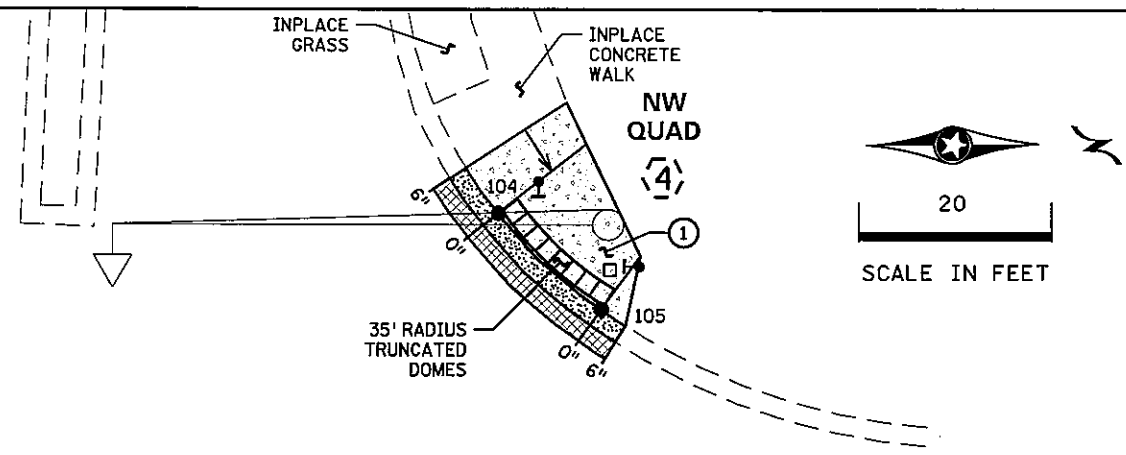 INPLACE
GRASS
INPLACE
CONCRETE
WALK
NW
QUAD
4
20
SCALE IN FEET
104
6"
0"
1
105
35' RADIUS
TRUNCATED
DOMES
0"
6"